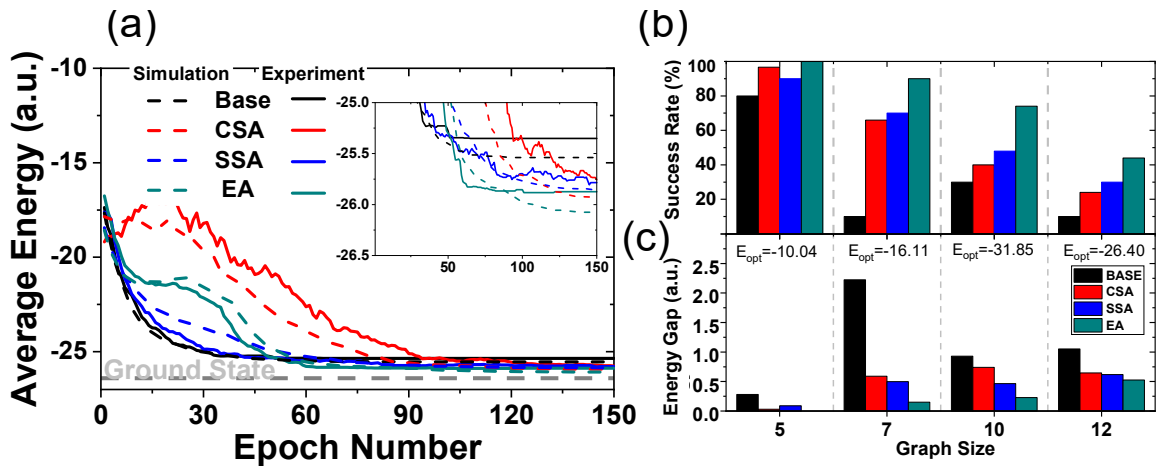 (a)
Average Energy (a.u.)
-10
-15
-20
-25
Simulation Experiment
Base
CSA
SSA
EA
-25.0
-25.5
-26.0
-26.5
50
100
150
Ground State
0
30
60
90
120
150
Epoch Number
(b)
Success Rate (%)
100
80
60
40
20
(c)
Energy Gap (a.u.)
2.5
2.0
1.5
1.0
0.5
0.0
Eopt=-10.04
Eopt=-16.11
Eopt=-31.85
Eopt=-26.40
BASE
CSA
SSA
EA
5
7
10
12
Graph Size